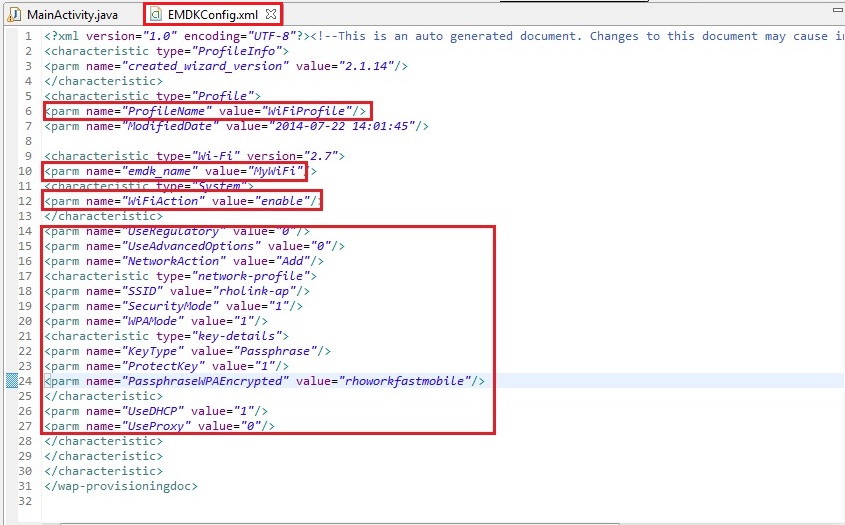 MainActivity.java EMDKConfig.xml
1 <?xml version="1.0" encoding="UTF-8"?><!--This is an auto generated document. Changes to this document may cause in
2 <characteristic type="ProfileInfo">
3 <parm name="created_wizard_version" value="2.1.14"/>
4 </characteristic>
5 <characteristic type="Profile">
6 <parm name="ProfileName" value="WiFiProfile"/>
7 <parm name="ModifiedDate" value="2014-07-22 14:01:45"/>
8
9 <characteristic type="Wi-Fi" version="2.7">
10 <parm name="emdk_name" value="MyWiFi"/>
11 <characteristic type="System">
12 <parm name="WiFiAction" value="enable"/>
13 </characteristic>
14 <parm name="UseRegulatory" value="0"/>
15 <parm name="UseAdvancedOptions" value="0"/>
16 <parm name="NetworkAction" value="Add"/>
17 <characteristic type="network-profile">
18 <parm name="SSID" value="rholink-ap"/>
19 <parm name="SecurityMode" value="1"/>
20 <parm name="WPAMode" value="1"/>
21 <characteristic type="key-details">
22 <parm name="KeyType" value="Passphrase"/>
23 <parm name="ProtectKey" value="1"/>
24 <parm name="PassphraseWPAEncrypted" value="rhoworkfastmobile"/>
25 </characteristic>
26 <parm name="UseDHCP" value="1"/>
27 <parm name="UseProxy" value="0"/>
28 </characteristic>
29 </characteristic>
30 </characteristic>
31 </wap-provisioningdoc>
32